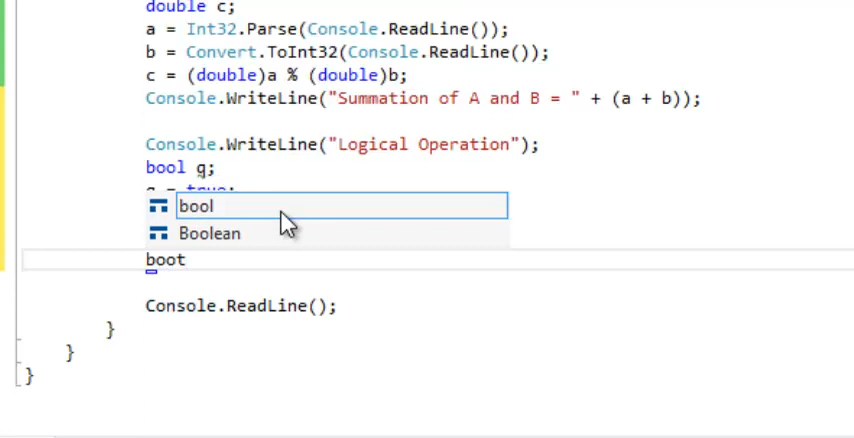 double c;
a = Int32.Parse(Console.ReadLine());
b = Convert.ToInt32(Console.ReadLine());
c = (double)a % (double)b;
Console.WriteLine("Summation of A and B = " + (a + b));
Console.WriteLine("Logical Operation");
bool q;
q = true;
bool
Boolean
boot
Console.ReadLine();
}
}
}